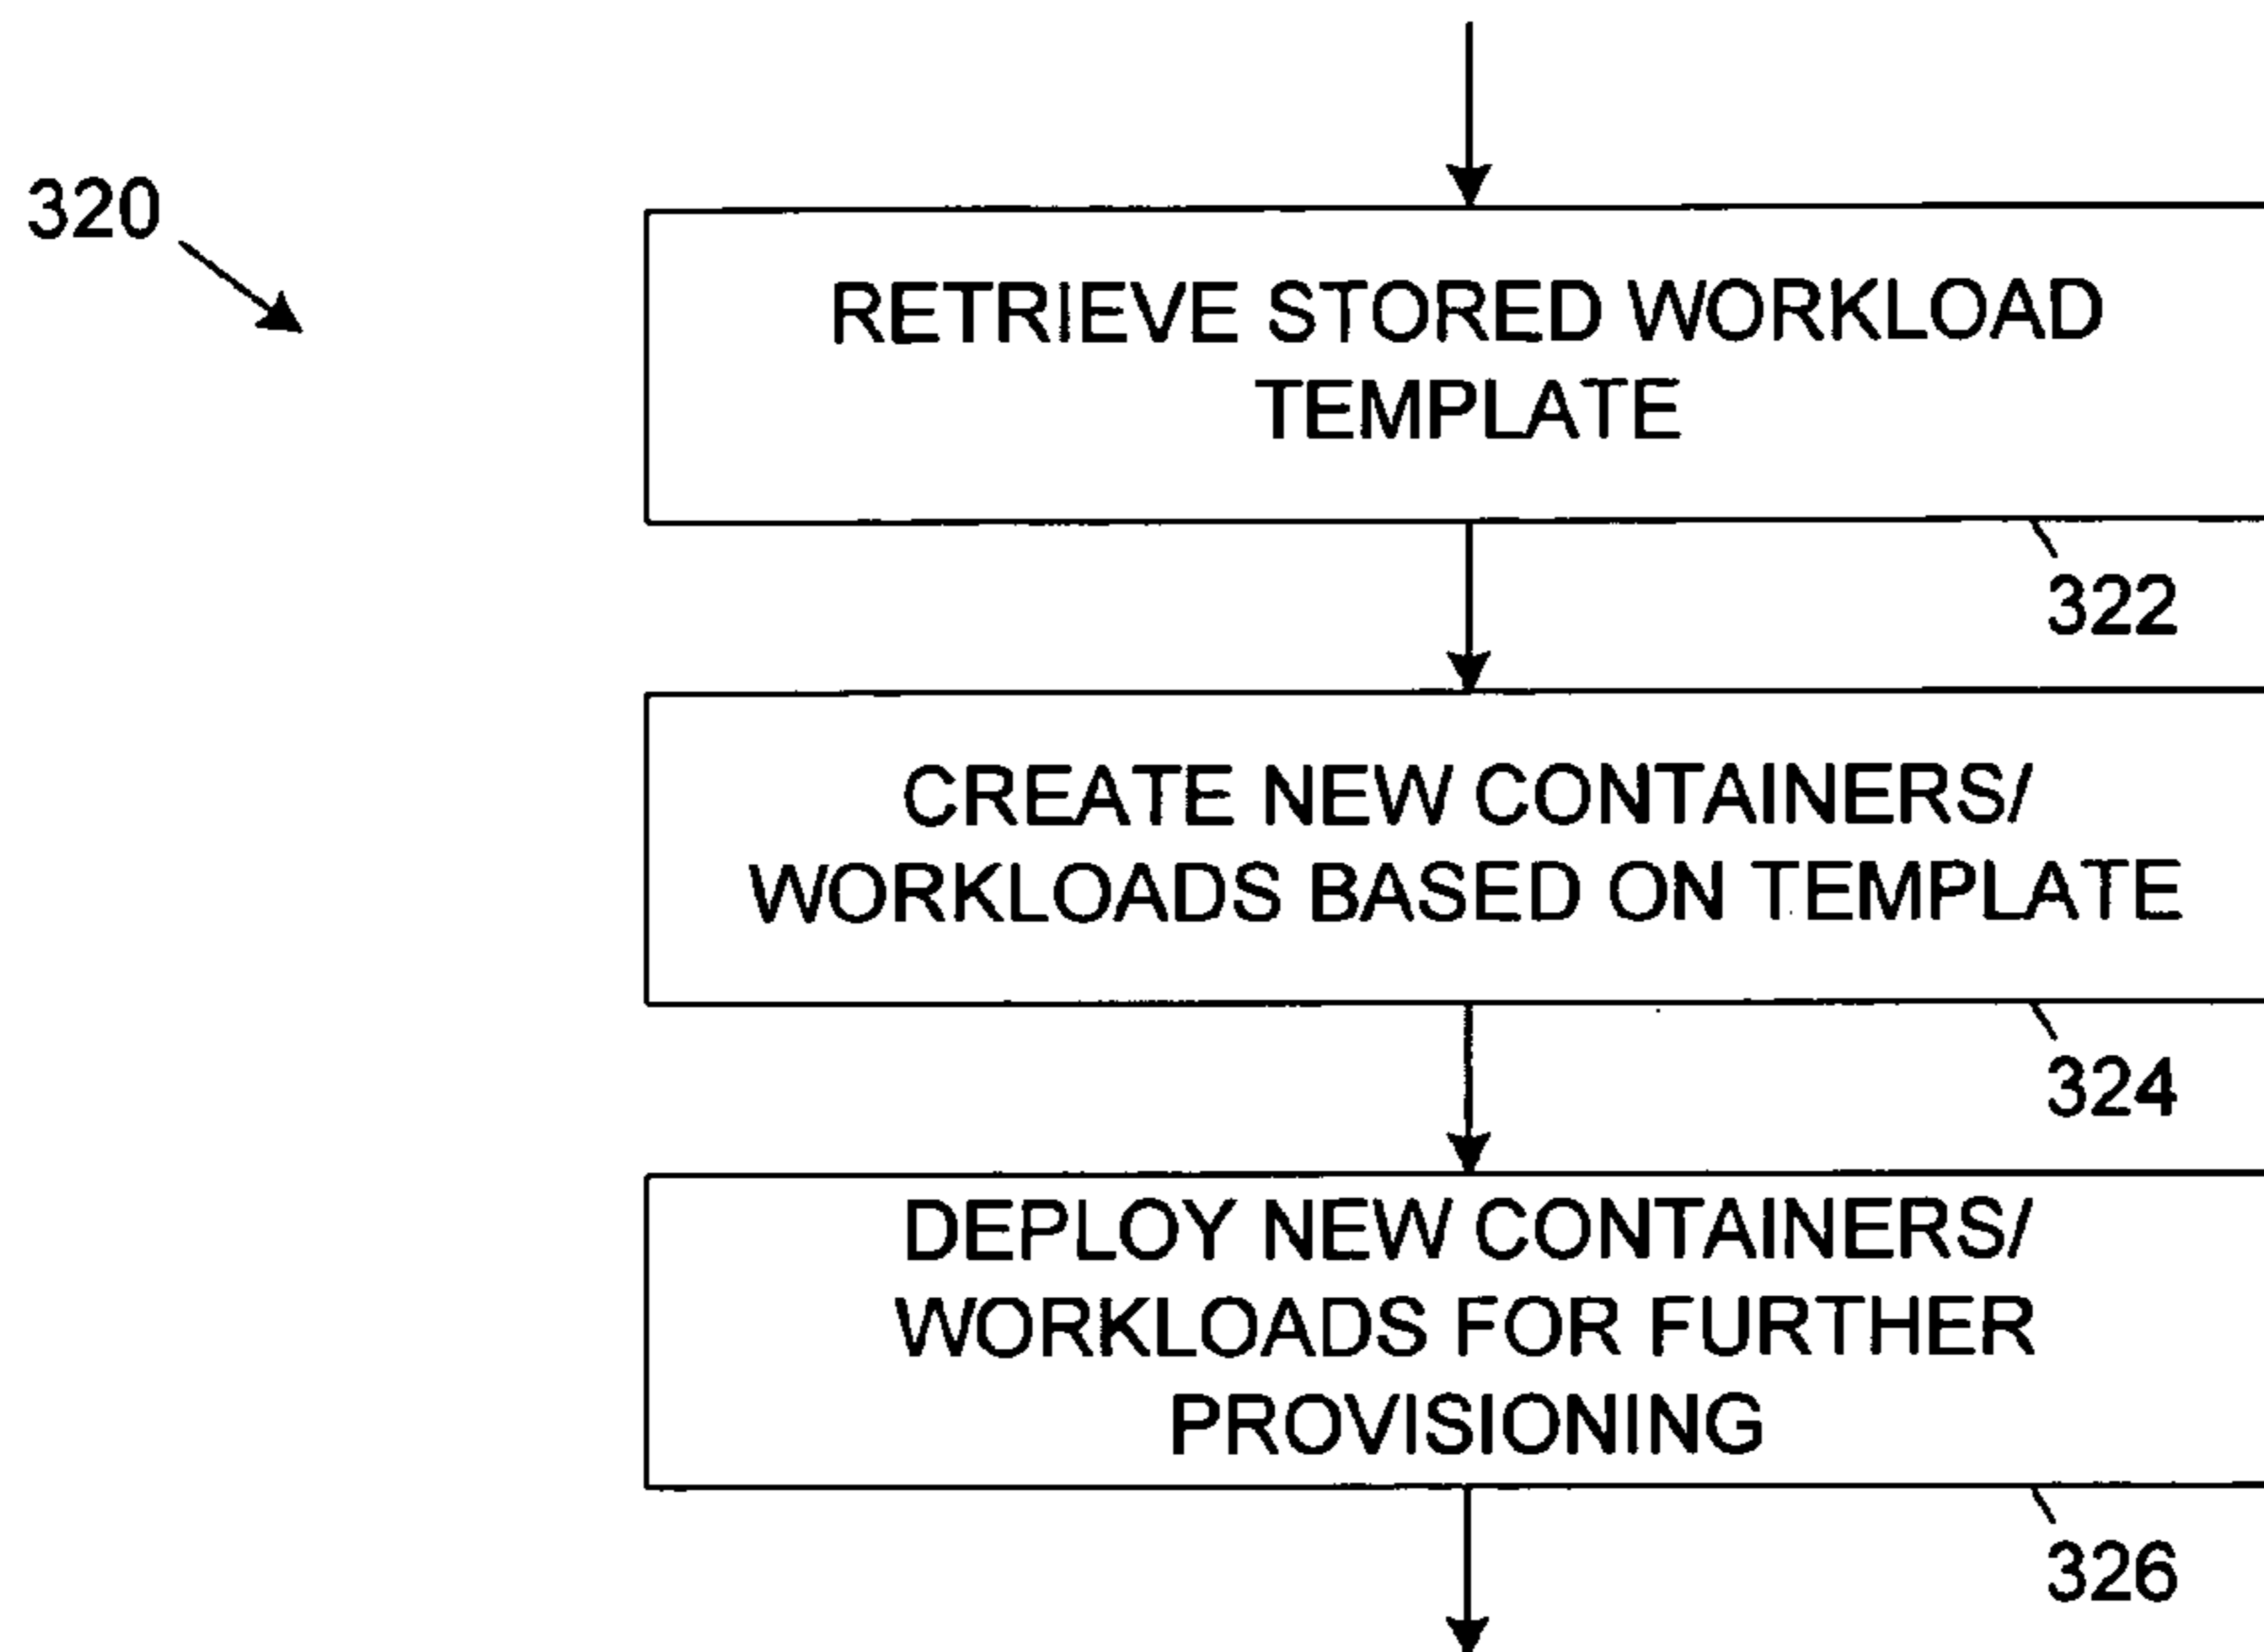 320
RETRIEVE STORED WORKLOAD
TEMPLATE
322
CREATE NEW CONTAINERS/
WORKLOADS BASED ON TEMPLATE
324
DEPLOY NEW CONTAINERS/
WORKLOADS FOR FURTHER
PROVISIONING
326